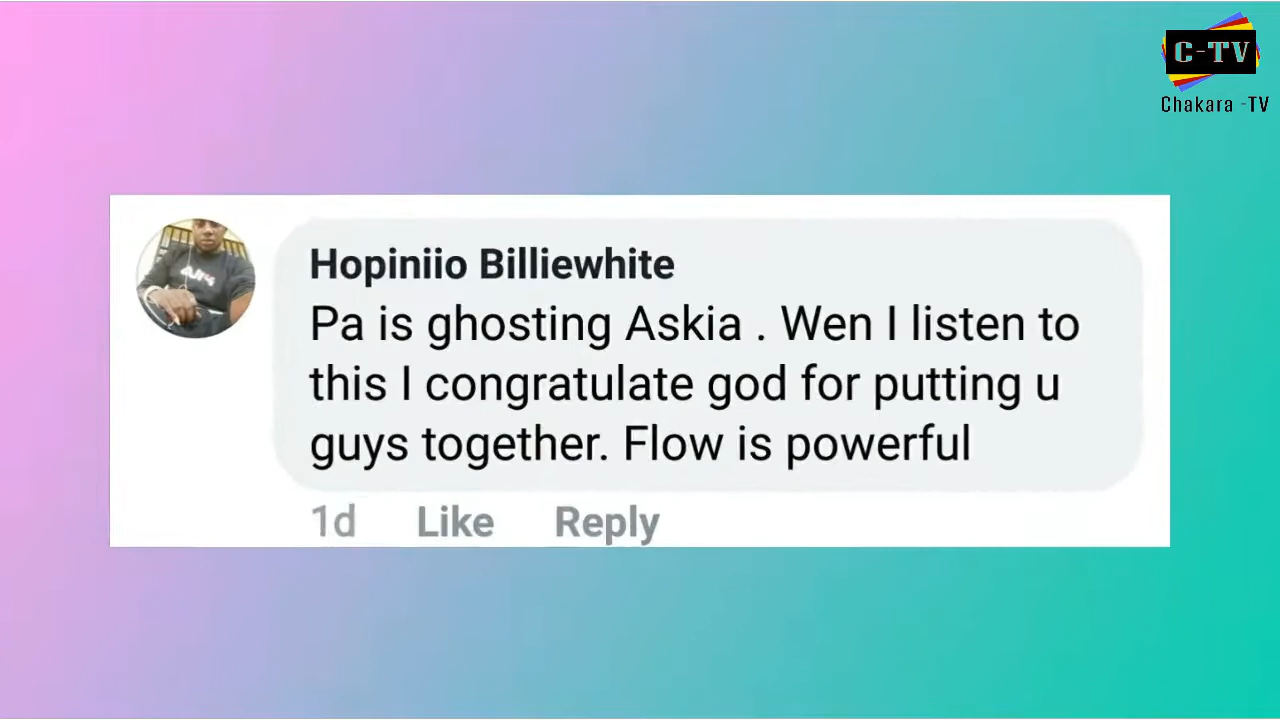 C-TV
Chakara -TV
Hopiniio Billiewhite
Pa is ghosting Askia . Wen I listen to
this I congratulate god for putting u
guys together. Flow is powerful
1d Like Reply